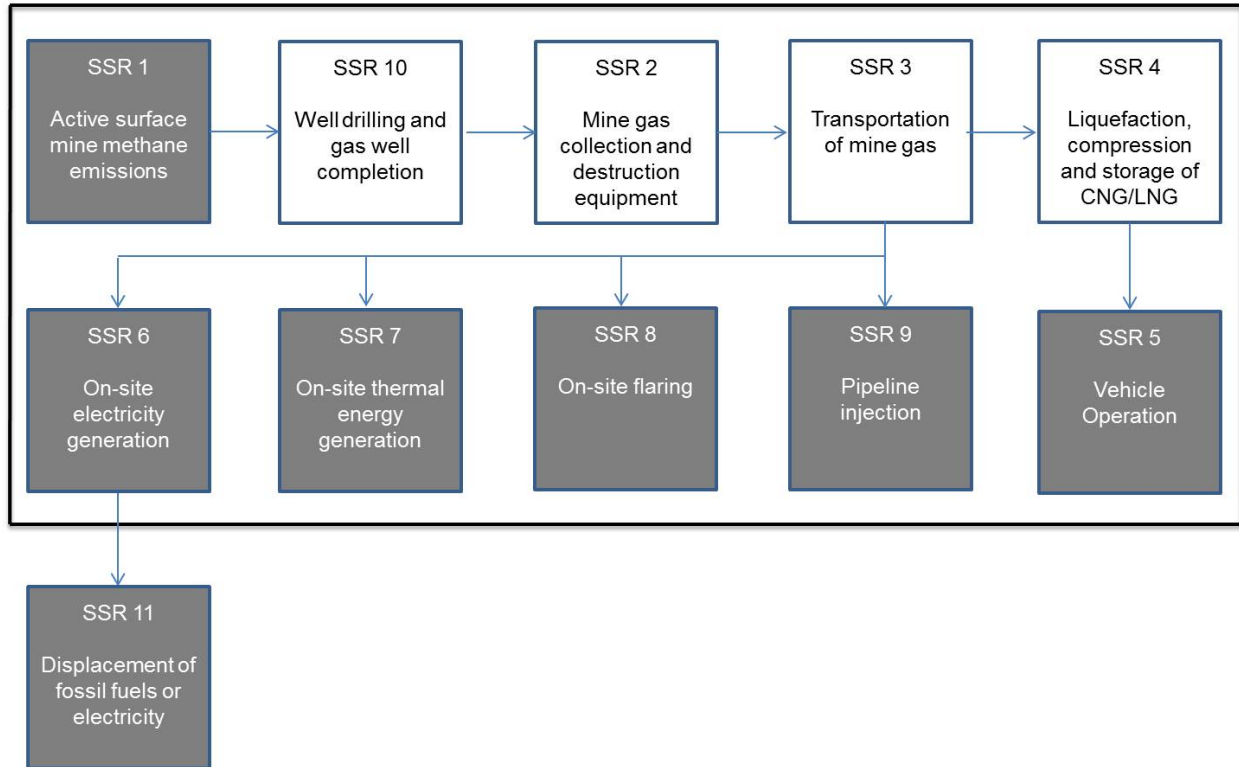 SSR 1
Active surface
mine methane
emissions
SSR 10
Well drilling and
gas well
completion
SSR 2
Mine gas
collection and
destruction
equipment
SSR 3
Transportation
of mine gas
SSR 4
Liquefaction,
compression
and storage of
CNG/LNG
SSR 6
On-site
electricity
generation
SSR 7
On-site thermal
energy
generation
SSR 8
On-site flaring
SSR 9
Pipeline
injection
SSR 5
Vehicle
Operation
SSR 11
Displacement of
fossil fuels or
electricity